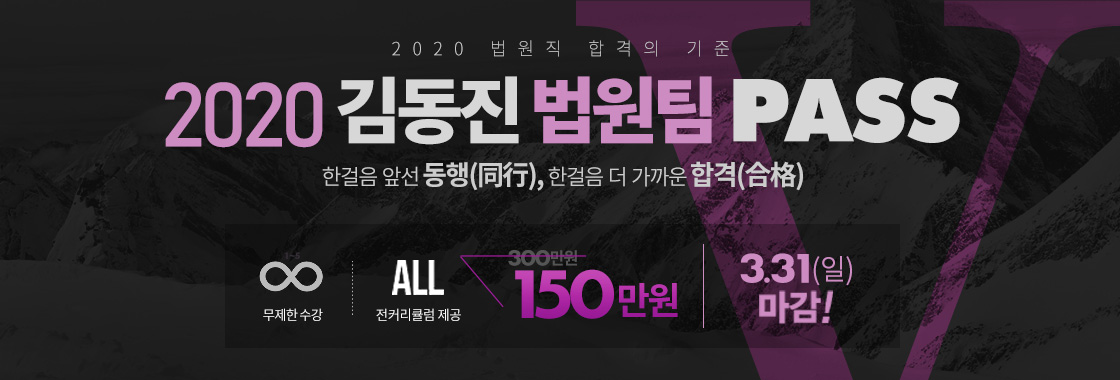 2020 법원직 합격의 기준
2020 김동진 법원팀 PASS
한걸음 앞선 동행(同行), 한걸음 더 가까운 합격(合格)
무제한 수강
ALL
전커리큘럼 제공
300만원
150만원
3.31(일)
마감!